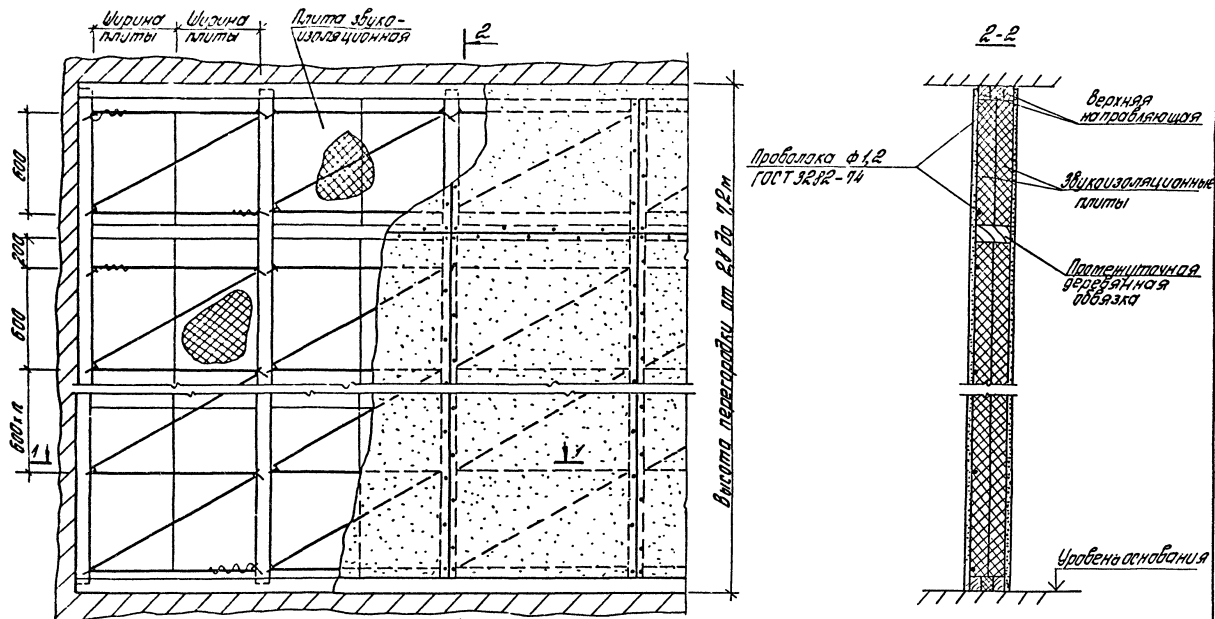 Ширина
плиты
Ширина
плиты
Плита звуко-
изоляционная
2
2-2
600
200
600
600×п
1
1
Высота перегородки от 2,8 до 7,2 м
Проволока ф 1,2
ГОСТ 3282-74
Верхняя
направляющая
Звукоизоляционные
плиты
Промежуточная
деревянная
обвязка
Уровень основания